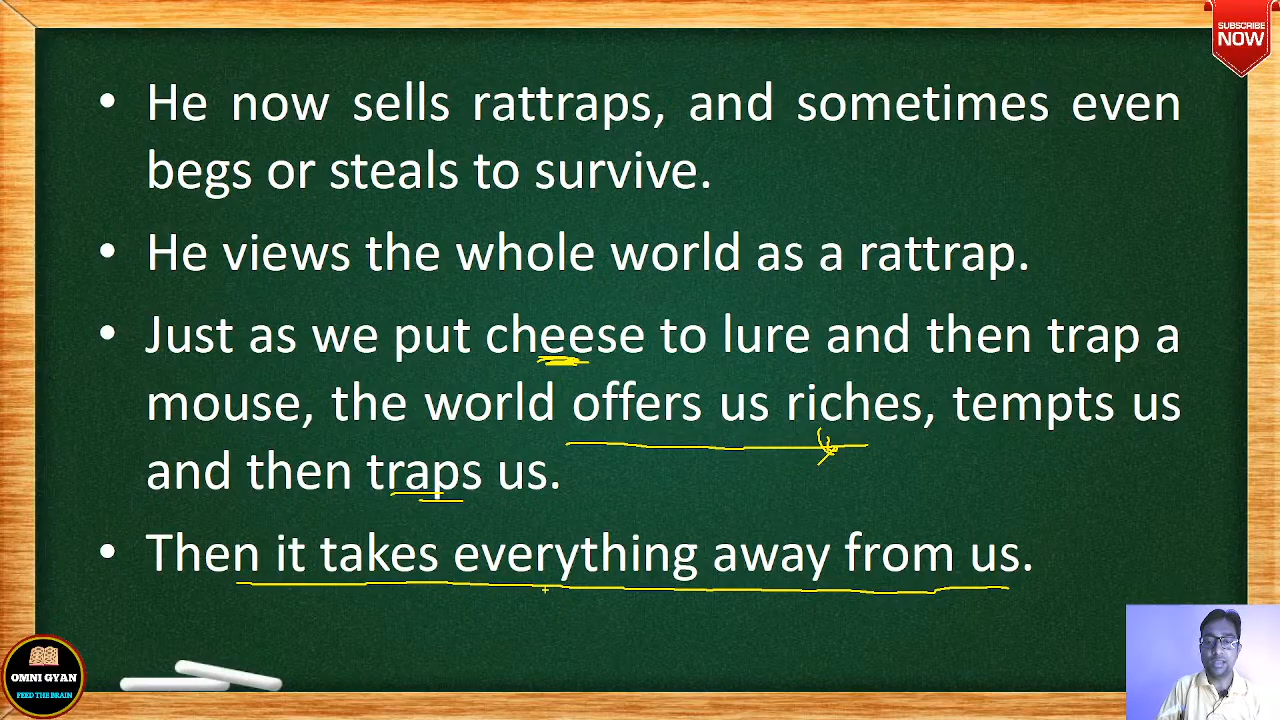 SUBSCRIBE
NOW
• He now sells rattraps, and sometimes even
begs or steals to survive.
• He views the whole world as a rattrap.
• Just as we put cheese to lure and then trap a
mouse, the world offers us riches, tempts us
and then traps us.
• Then it takes everything away from us.
OMNI GYAN
FEED THE BRAIN